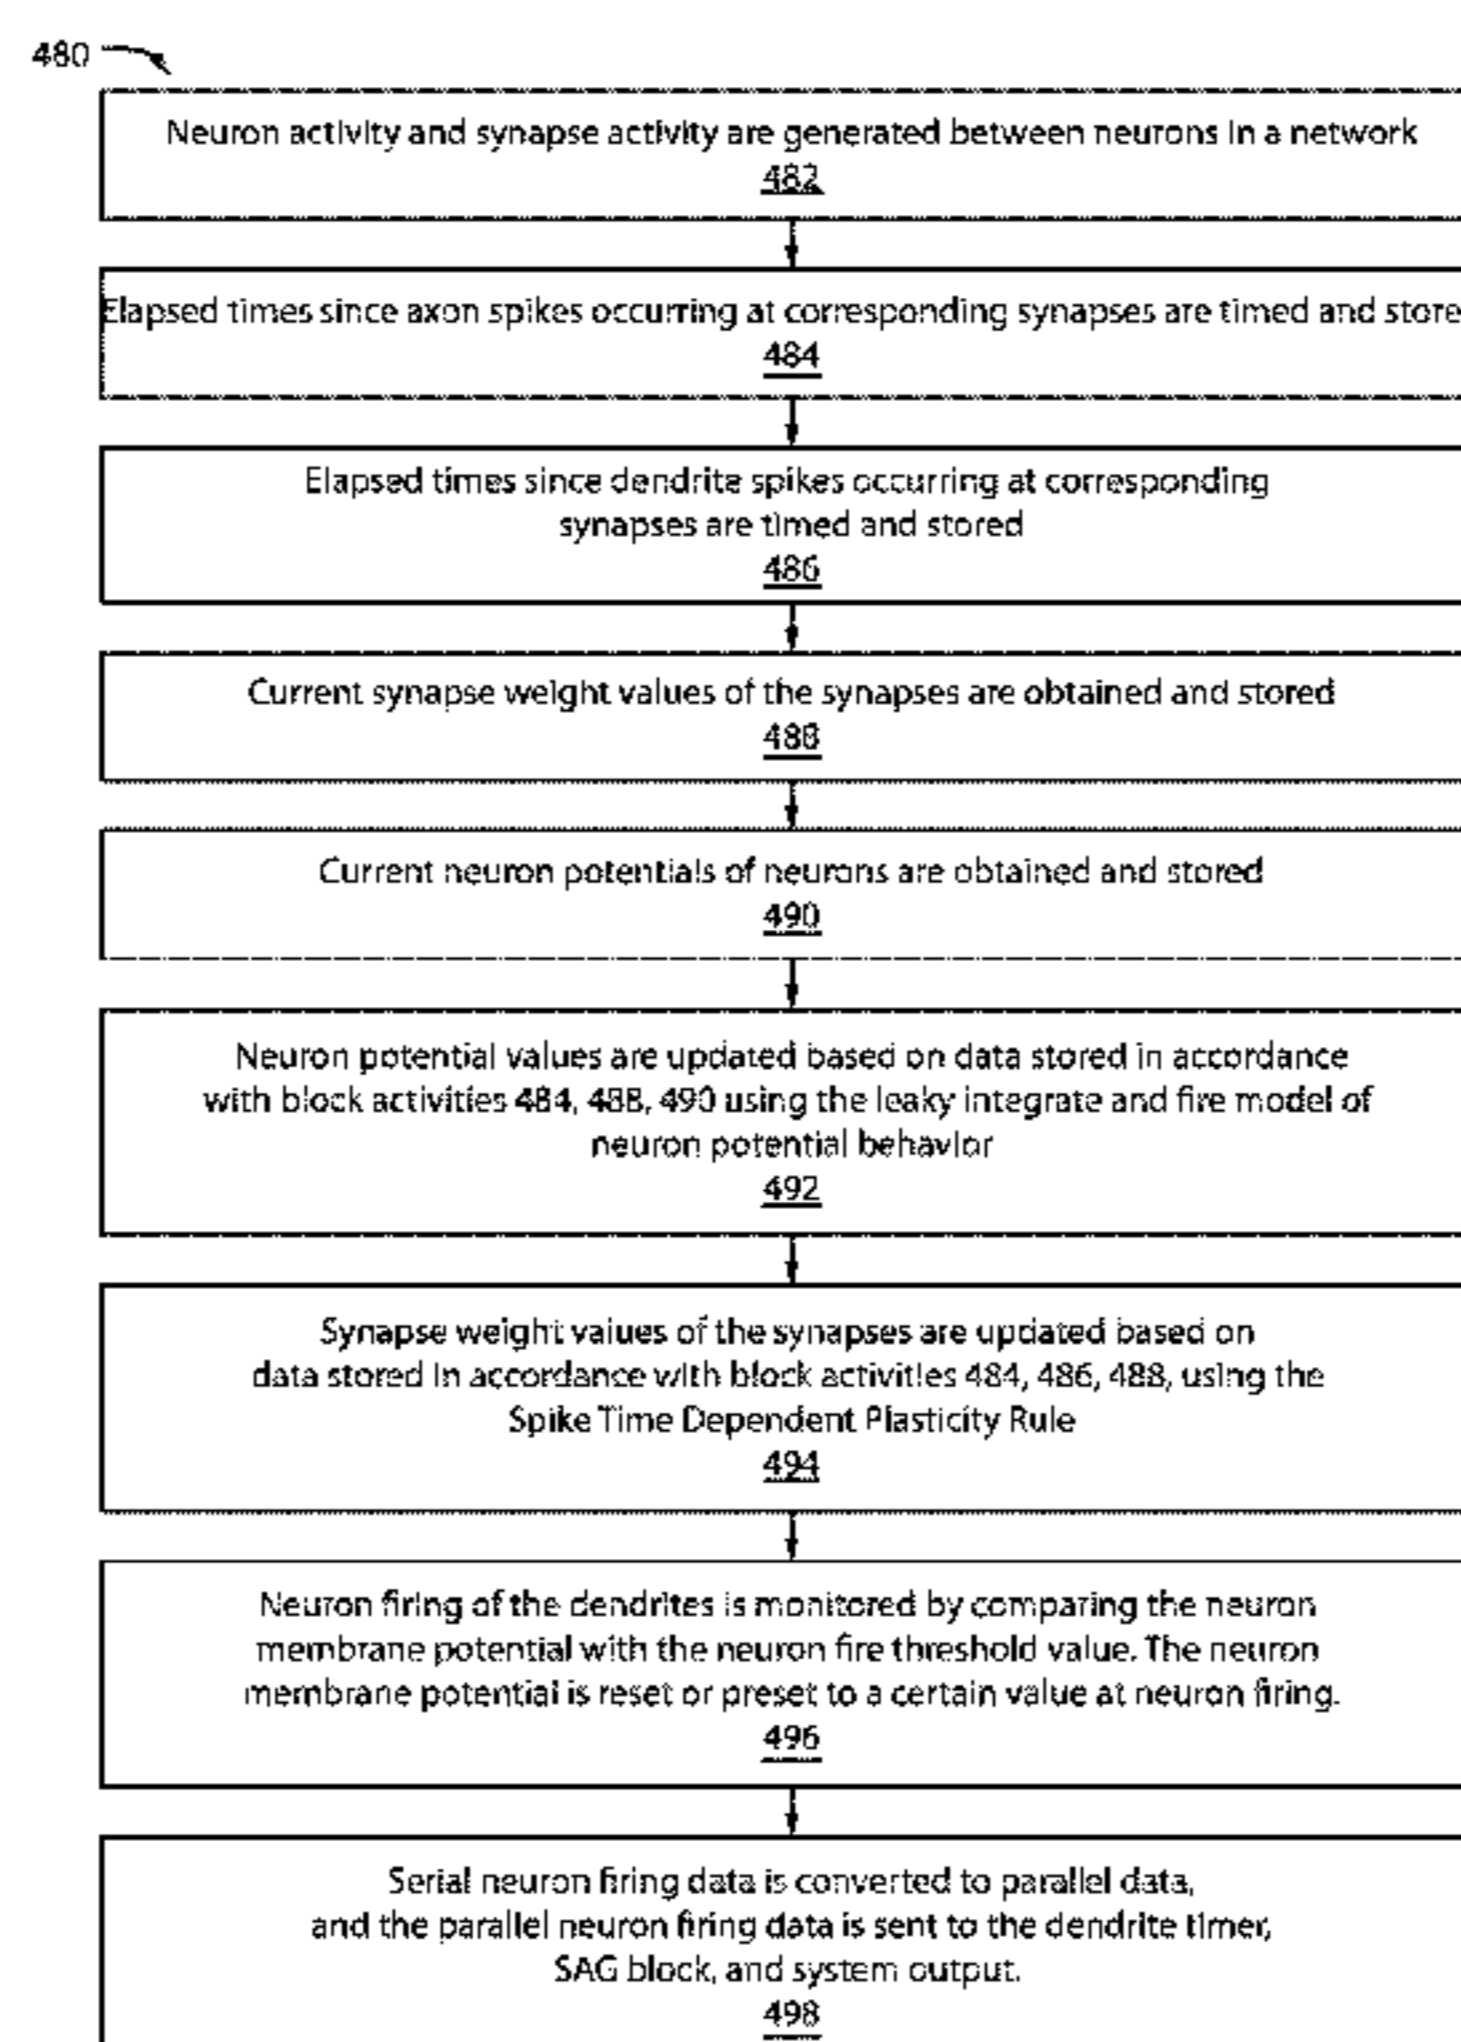 480
Neuron activity and synapse activity are generated between neurons in a network
482
Elapsed times since axon spikes occurring at corresponding synapses are timed and store
484
Elapsed times since dendrite spikes occurring at corresponding
synapses are timed and stored
486
Current synapse weight values of the synapses are obtained and stored
488
Current neuron potentials of neurons are obtained and stored
490
Neuron potential values are updated based on data stored in accordance
with block activities 484, 488, 490 using the leaky integrate and fire model of
neuron potential behavior
492
Synapse weight values of the synapses are updated based on
data stored in accordance with block activities 484, 486, 488, using the
Spike Time Dependent Plasticity Rule
494
Neuron firing of the dendrites is monitored by comparing the neuron
membrane potential with the neuron fire threshold value. The neuron
membrane potential is reset or preset to a certain value at neuron firing.
496
Serial neuron firing data is converted to parallel data,
and the parallel neuron firing data is sent to the dendrite timer,
SAG block, and system output.
498